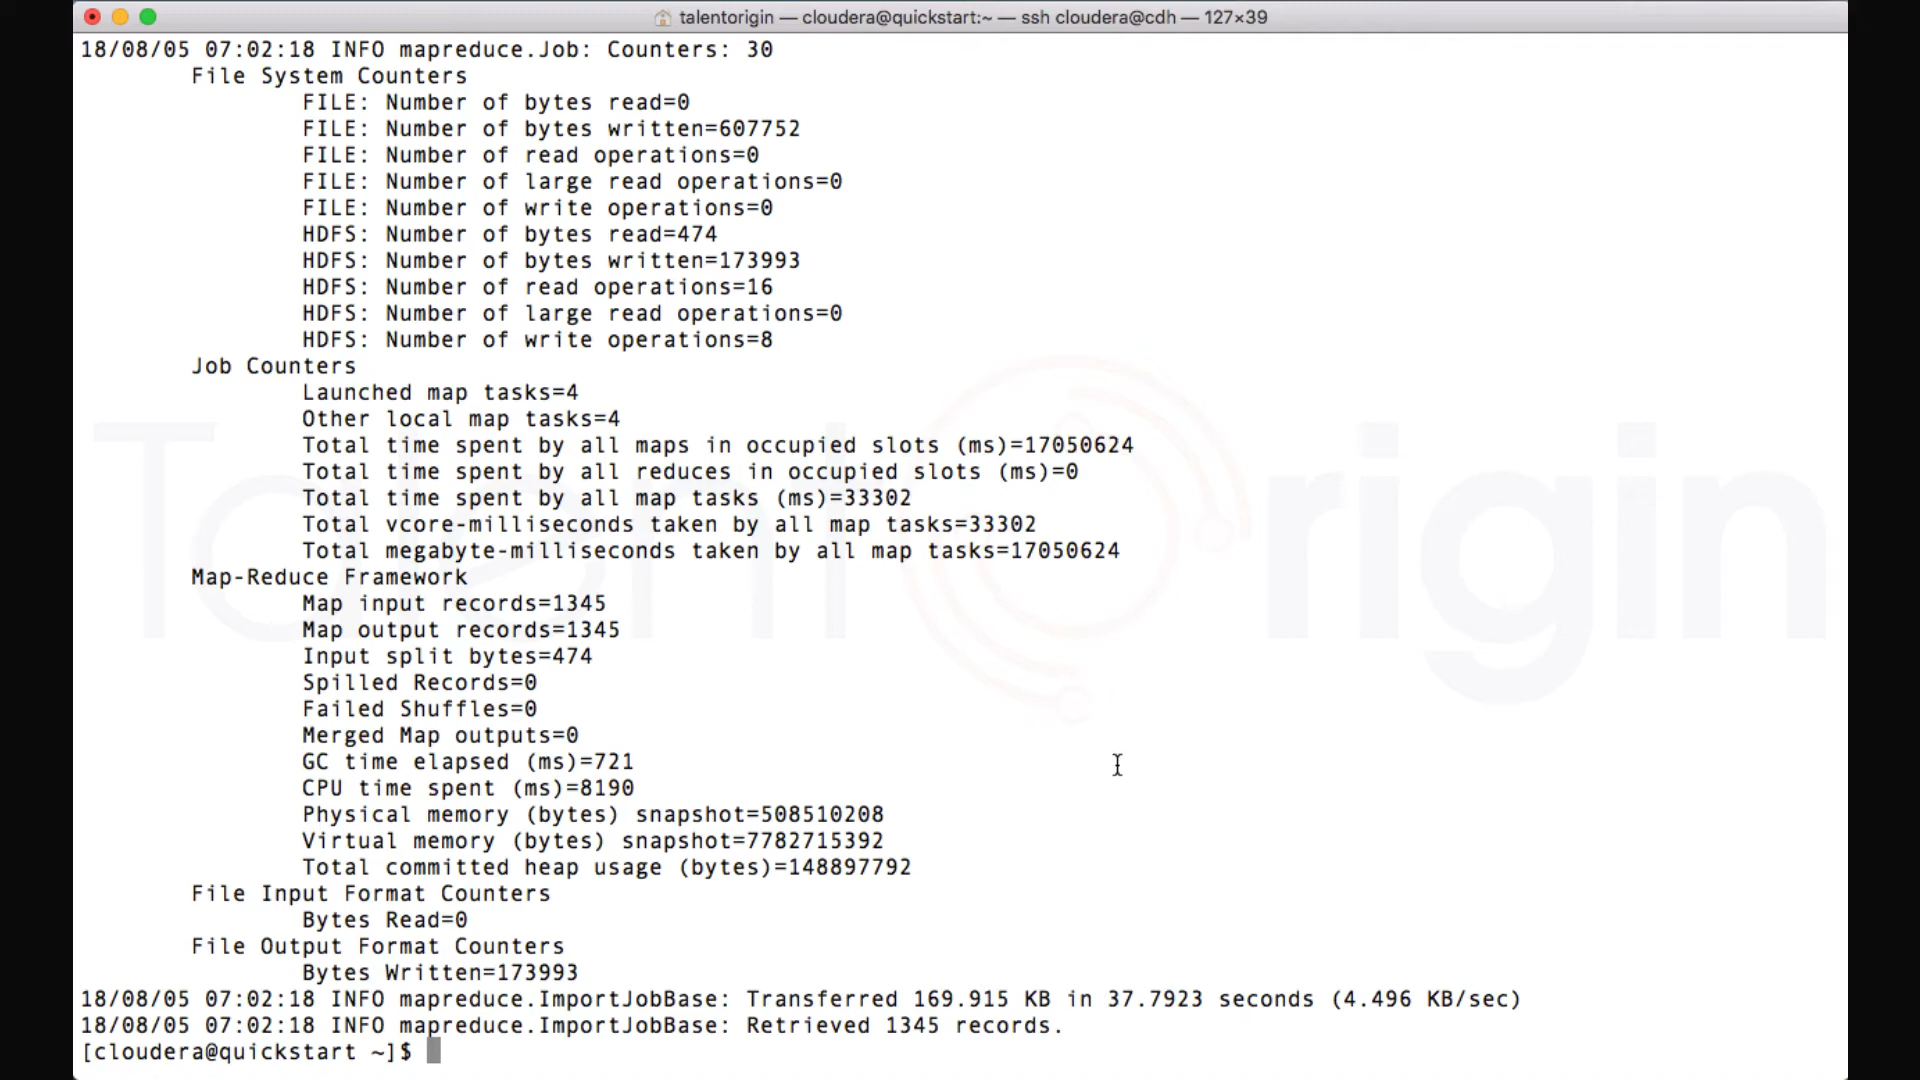 talentorigin — cloudera@quickstart:~ — ssh cloudera@cdh — 127×39
18/08/05 07:02:18 INFO mapreduce.Job: Counters: 30
File System Counters
FILE: Number of bytes read=0
FILE: Number of bytes written=607752
FILE: Number of read operations=0
FILE: Number of large read operations=0
FILE: Number of write operations=0
HDFS: Number of bytes read=474
HDFS: Number of bytes written=173993
HDFS: Number of read operations=16
HDFS: Number of large read operations=0
HDFS: Number of write operations=8
Job Counters
Launched map tasks=4
Other local map tasks=4
Total time spent by all maps in occupied slots (ms)=17050624
Total time spent by all reduces in occupied slots (ms)=0
Total time spent by all map tasks (ms)=33302
Total vcore-milliseconds taken by all map tasks=33302
Total megabyte-milliseconds taken by all map tasks=17050624
Map-Reduce Framework
Map input records=1345
Map output records=1345
Input split bytes=474
Spilled Records=0
Failed Shuffles=0
Merged Map outputs=0
GC time elapsed (ms)=721
CPU time spent (ms)=8190
Physical memory (bytes) snapshot=508510208
Virtual memory (bytes) snapshot=7782715392
Total committed heap usage (bytes)=148897792
File Input Format Counters
Bytes Read=0
File Output Format Counters
Bytes Written=173993
18/08/05 07:02:18 INFO mapreduce.ImportJobBase: Transferred 169.915 KB in 37.7923 seconds (4.496 KB/sec)
18/08/05 07:02:18 INFO mapreduce.ImportJobBase: Retrieved 1345 records.
[cloudera@quickstart ~]$
TalentOrigin